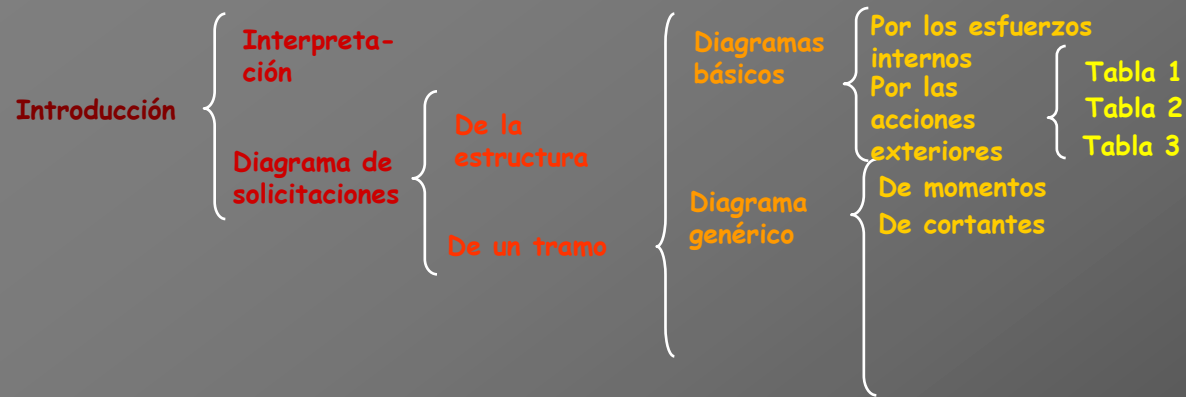 Introducción
Interpreta-
ción
Diagrama de
solicitaciones
De la
estructura
De un tramo
Diagramas
básicos
Por los esfuerzos
internos
Por las
acciones
exteriores
Tabla 1
Tabla 2
Tabla 3
Diagrama
genérico
De momentos
De cortantes